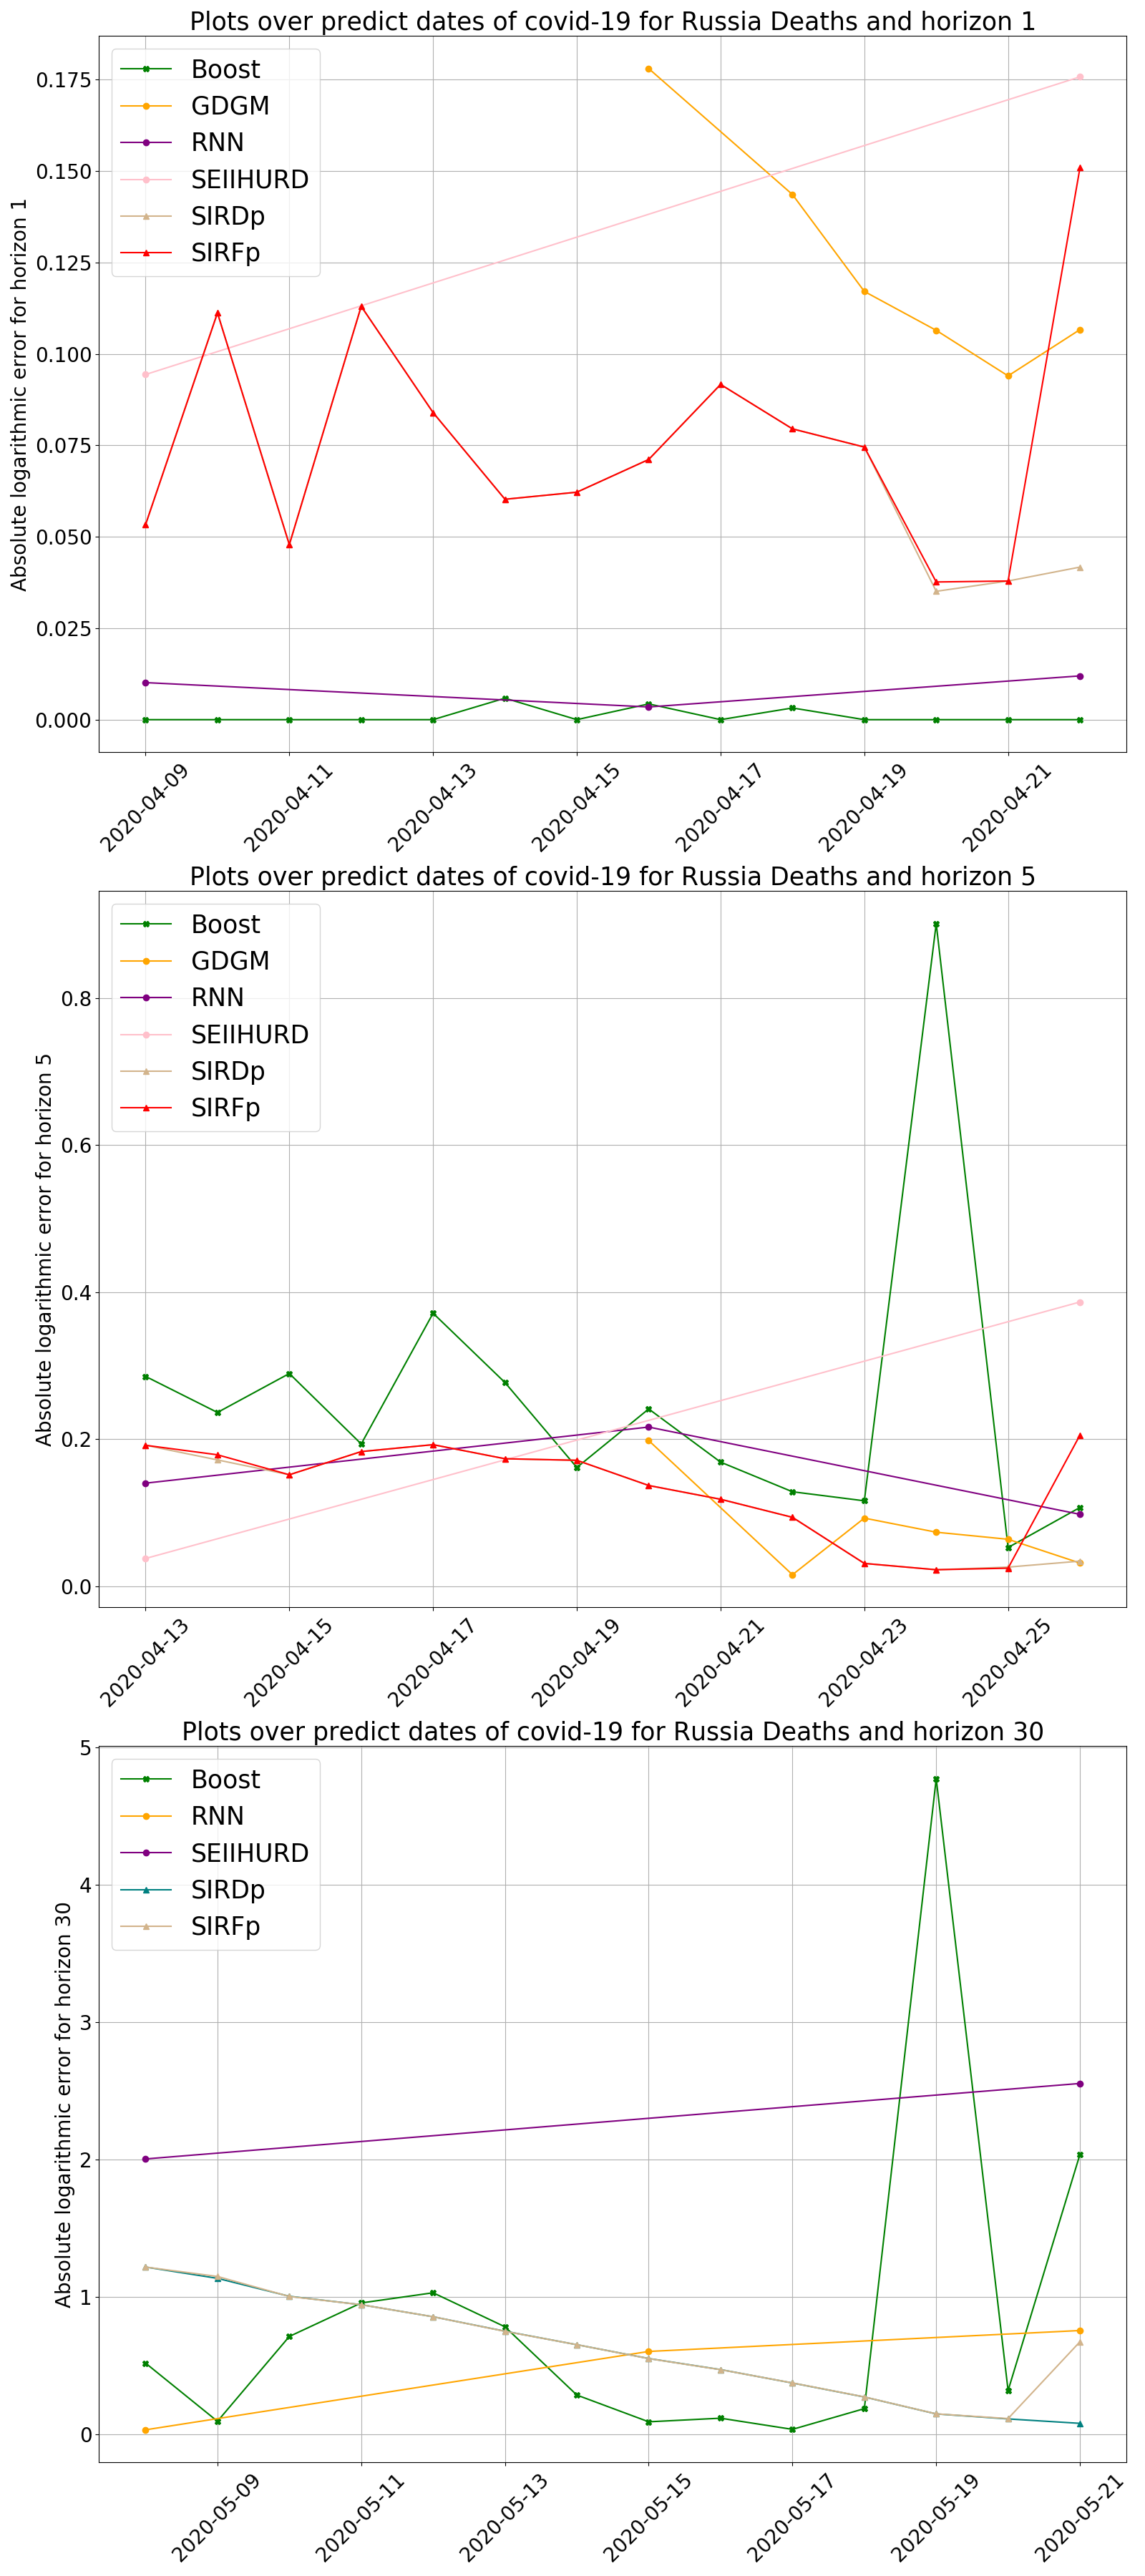 Plots over predict dates of covid-19 for Russia Deaths and horizon 1
Absolute logarithmic error for horizon 1
Boost
GDGM
RNN
SEIIHURD
SIRDp
SIRFp
0.175
0.150
0.125
0.100
0.075
0.050
0.025
0.000
2020-04-09
2020-04-11
2020-04-13
2020-04-15
2020-04-17
2020-04-19
2020-04-21
Plots over predict dates of covid-19 for Russia Deaths and horizon 5
Absolute logarithmic error for horizon 5
Boost
GDGM
RNN
SEIIHURD
SIRDp
SIRFp
0.8
0.6
0.4
0.2
0.0
2020-04-13
2020-04-15
2020-04-17
2020-04-19
2020-04-21
2020-04-23
2020-04-25
Plots over predict dates of covid-19 for Russia Deaths and horizon 30
Absolute logarithmic error for horizon 30
Boost
RNN
SEIIHURD
SIRDp
SIRFp
5
4
3
2
1
0
2020-05-09
2020-05-11
2020-05-13
2020-05-15
2020-05-17
2020-05-19
2020-05-21